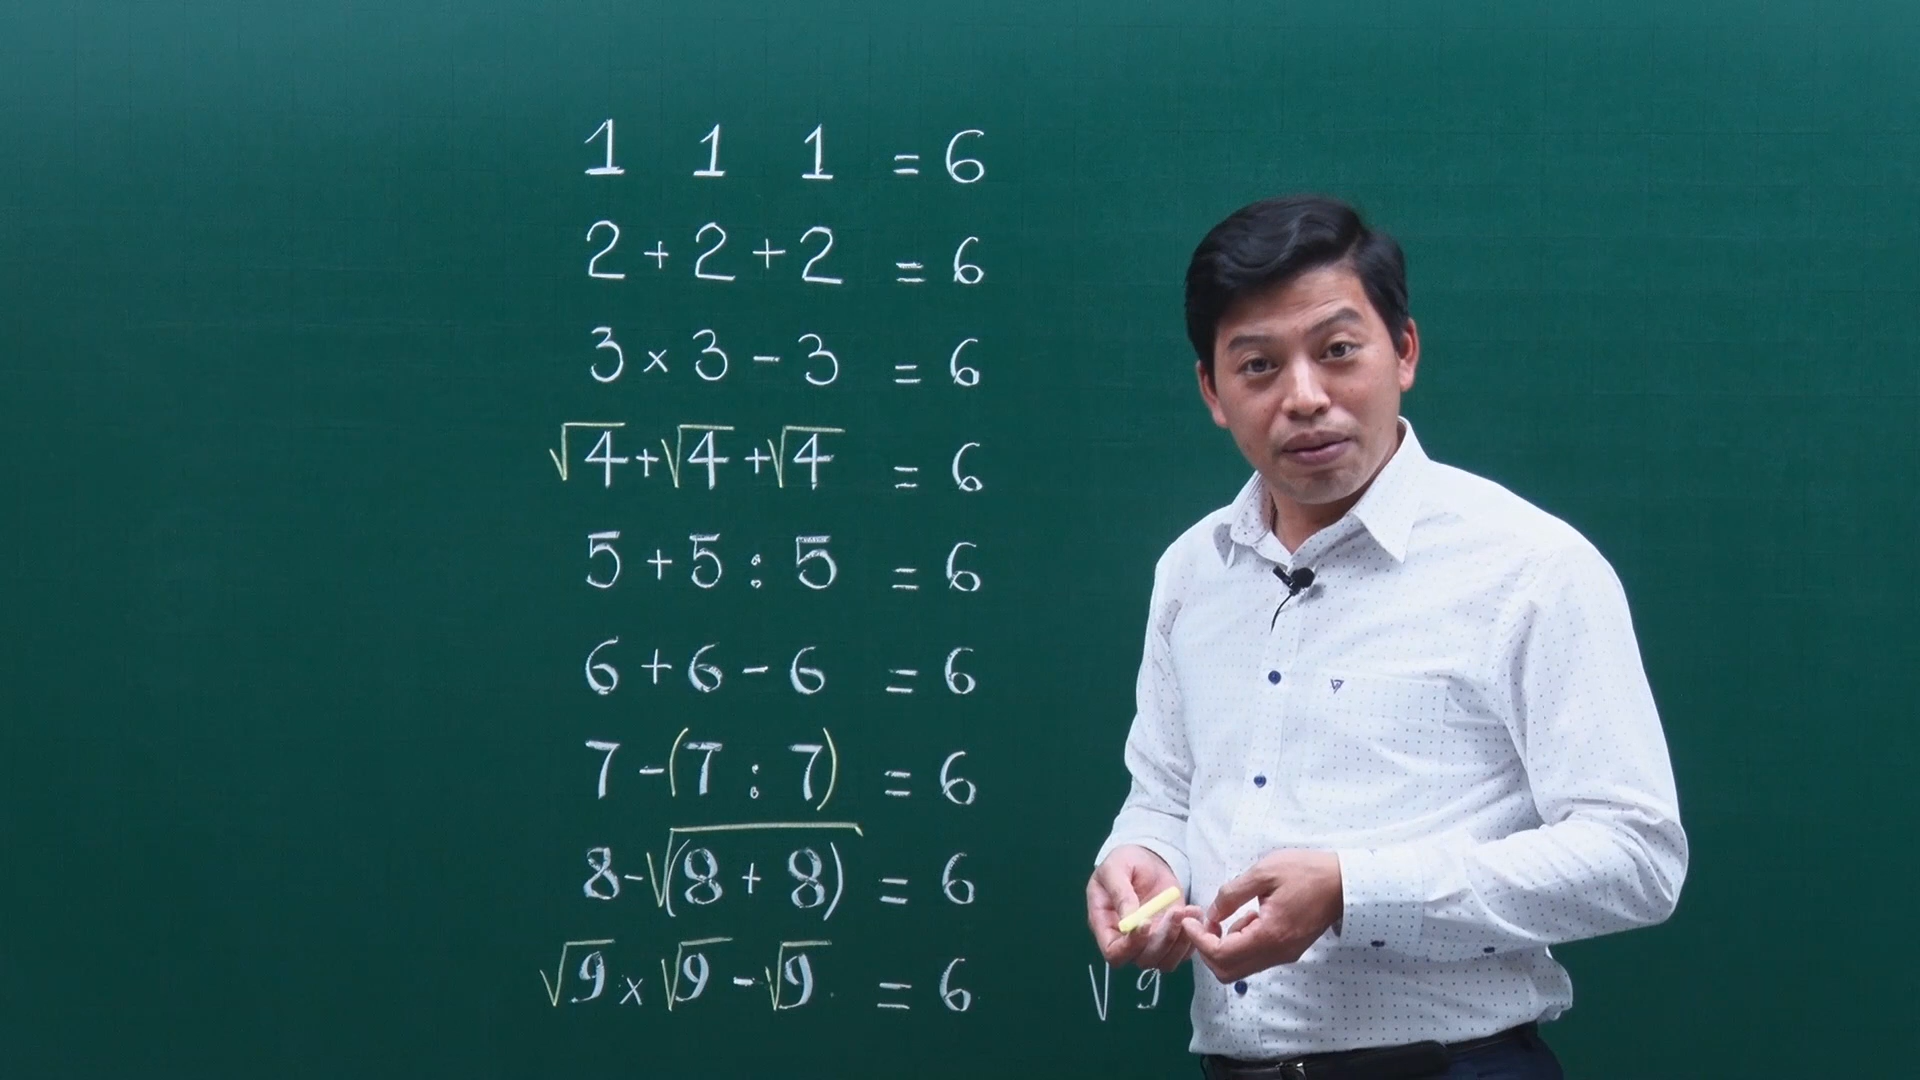 1 1 1 = 6
2 + 2 + 2 = 6
3 × 3 - 3 = 6
√4 + √4 + √4 = 6
5 + 5 : 5 = 6
6 + 6 - 6 = 6
7 - (7 : 7) = 6
8 - √(8 + 8) = 6
√9 × √9 - √9 = 6
√ 9